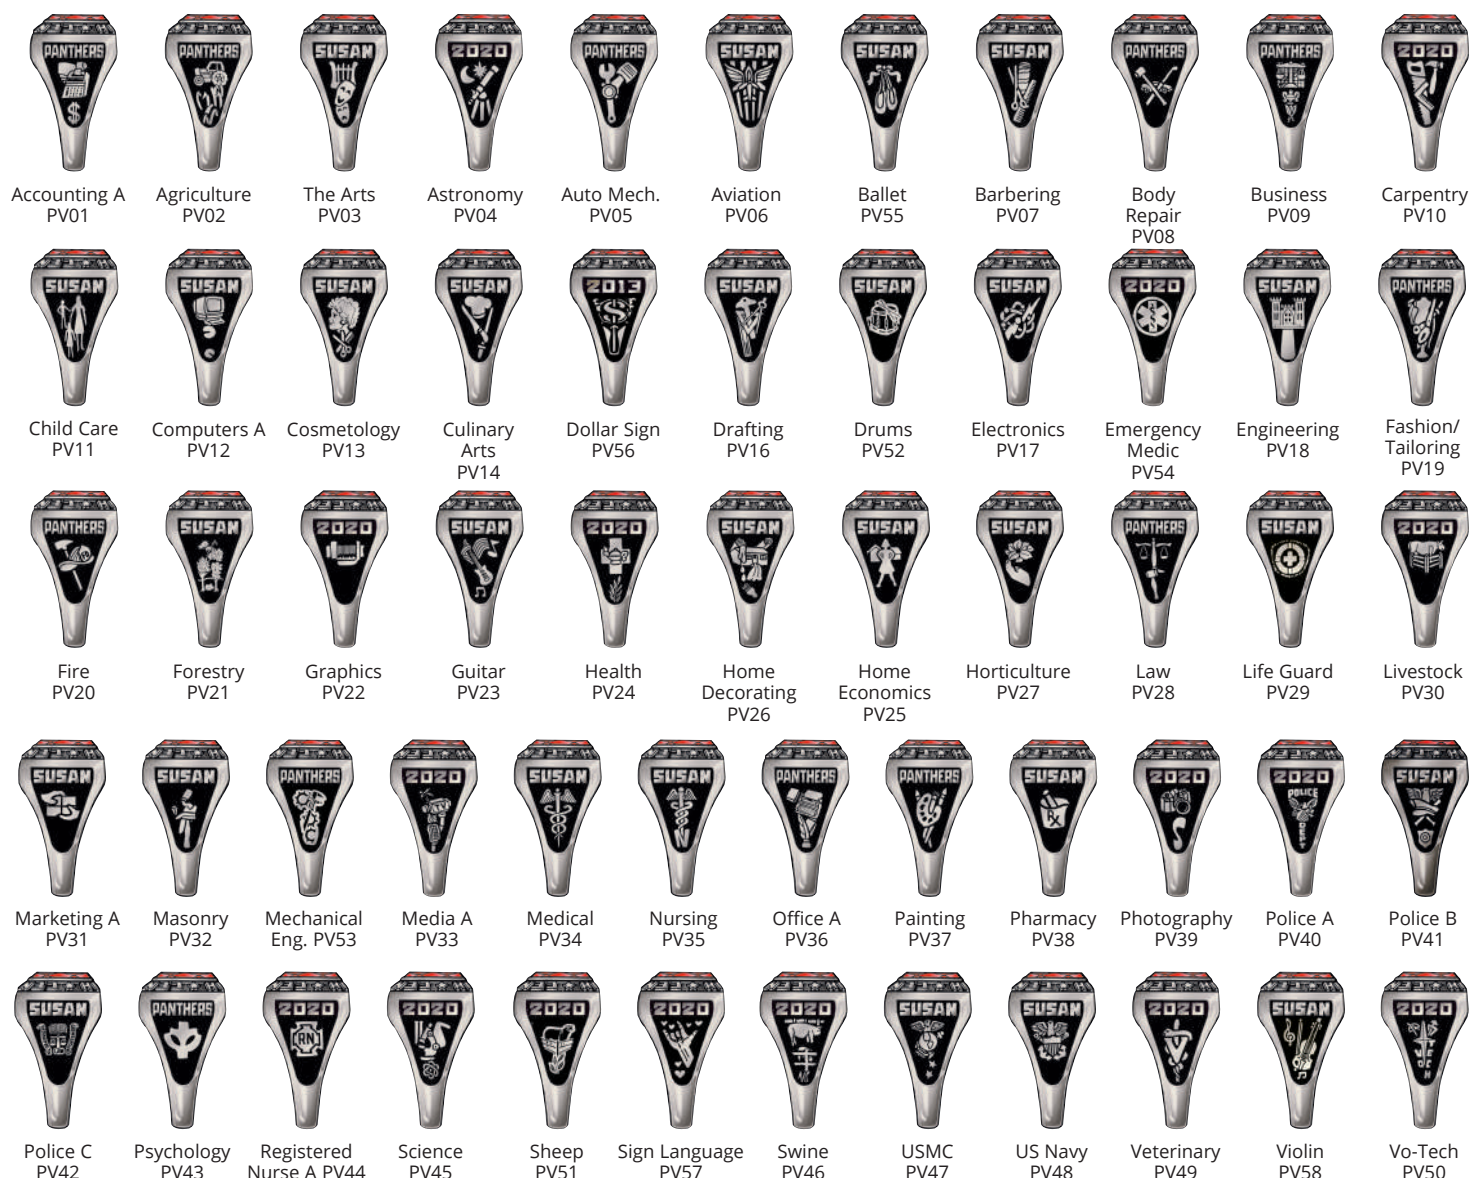 PANTHERS PANTHERS SUSAN 2020 PANTHERS SUSAN SUSAN SUSAN PANTHERS PANTHERS 2020
$
Accounting A Agriculture The Arts Astronomy Auto Mech. Aviation Ballet Barbering Body Business Carpentry
PV01 PV02 PV03 PV04 PV05 PV06 PV55 PV07 Repair PV09 PV10
PV08
SUSAN SUSAN SUSAN SUSAN 2013 SUSAN SUSAN SUSAN 2020 SUSAN PANTHERS
S
Child Care Computers A Cosmetology Culinary Dollar Sign Drafting Drums Electronics Emergency Engineering Fashion/
PV11 PV12 PV13 Arts PV56 PV16 PV52 PV17 Medic PV18 Tailoring
PV14 PV54 PV19
PANTHERS SUSAN 2020 SUSAN 2020 SUSAN SUSAN SUSAN PANTHERS SUSAN 2020
Fire Forestry Graphics Guitar Health Home Home Horticulture Law Life Guard Livestock
PV20 PV21 PV22 PV23 PV24 Decorating Economics PV27 PV28 PV29 PV30
PV26 PV25
SUSAN SUSAN PANTHERS 2020 SUSAN SUSAN PANTHERS PANTHERS SUSAN 2020 2020 SUSAN
POLICE
N Rx DEPT
Marketing A Masonry Mechanical Media A Medical Nursing Office A Painting Pharmacy Photography Police A Police B
PV31 PV32 Eng. PV53 PV33 PV34 PV35 PV36 PV37 PV38 PV39 PV40 PV41
SUSAN PANTHERS 2020 2020 2020 2020 2020 SUSAN SUSAN 2020 SUSAN 2020
RN V VO TECH
Police C Psychology Registered Science Sheep Sign Language Swine USMC US Navy Veterinary Violin Vo-Tech
PV42 PV43 Nurse A PV44 PV45 PV51 PV57 PV46 PV47 PV48 PV49 PV58 PV50